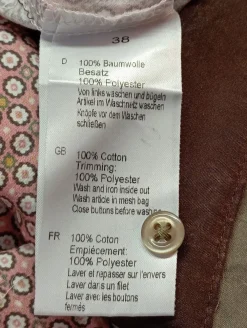 38
D 100% Baumwolle
Besatz
100% Polyester
Von links waschen und bügeln
Artikel im Waschnetz waschen
Knöpfe vor dem Waschen
schließen
GB 100% Cotton
Trimming:
100% Polyester
Wash and iron inside out
Wash article in mesh bag
Close buttons before washing
FR 100% Coton
Empiècement:
100% Polyester
Laver et repasser sur l'envers
Laver dans un filet
Laver avec les boutons
fermés